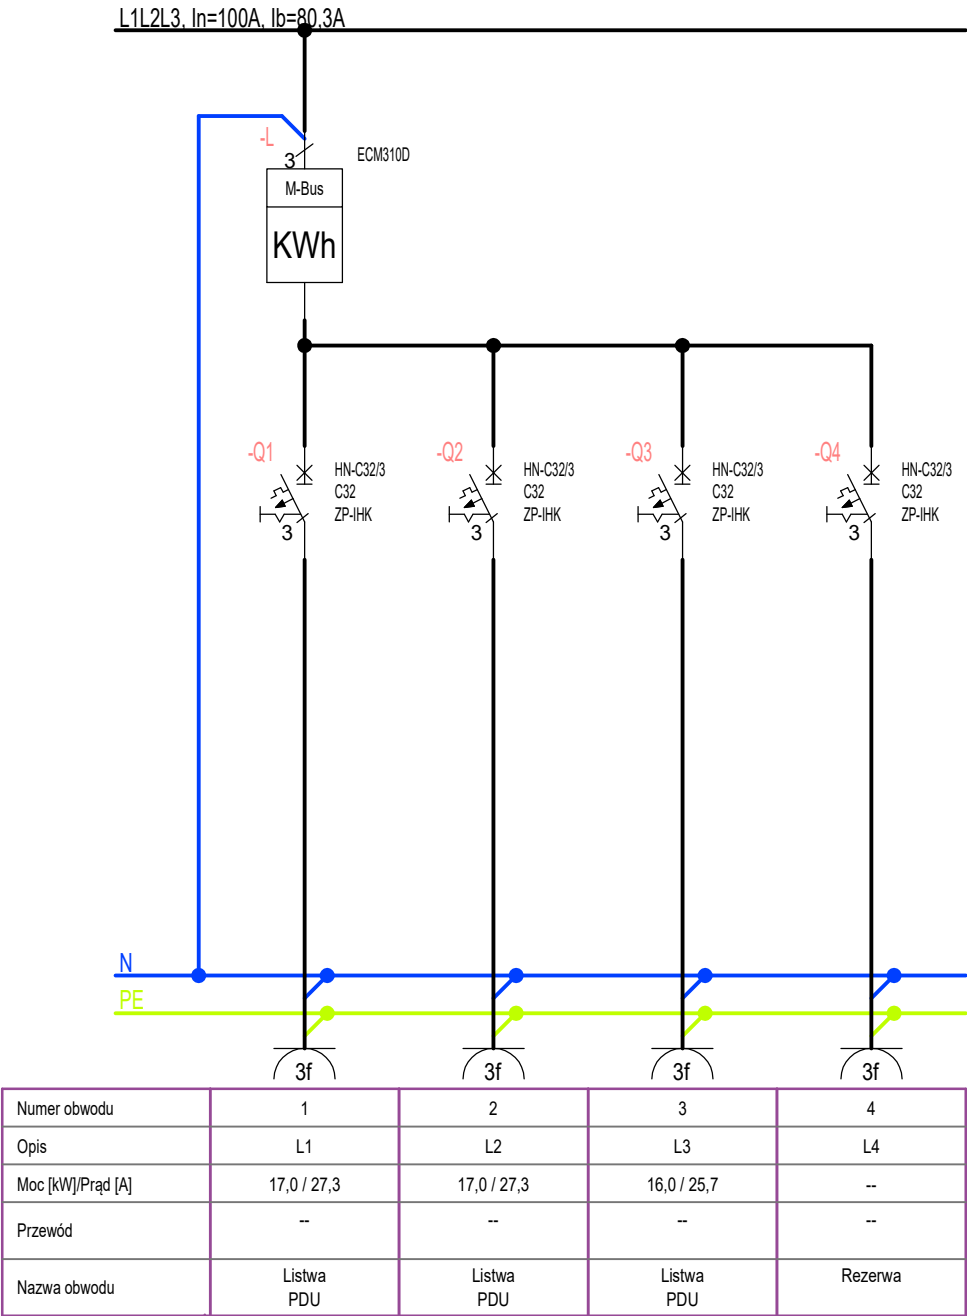 L1L2L3, In=100A, Ib=80,3A
-L
3
ECM310D
M-Bus
KWh
-Q1
HN-C32/3
C32
ZP-IHK
3
-Q2
HN-C32/3
C32
ZP-IHK
3
-Q3
HN-C32/3
C32
ZP-IHK
3
-Q4
HN-C32/3
C32
ZP-IHK
3
N
PE
3f 3f 3f 3f
Numer obwodu 1 2 3 4
Opis L1 L2 L3 L4
Moc [kW]/Prąd [A] 17,0 / 27,3 17,0 / 27,3 16,0 / 25,7 --
Przewód -- -- -- --
Nazwa obwodu Listwa PDU Listwa PDU Listwa PDU Rezerwa